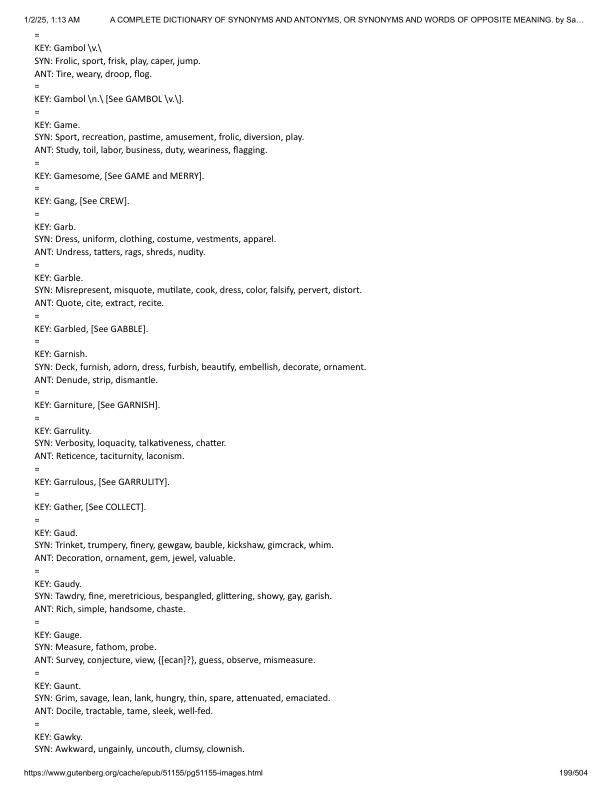 1/2/25, 1:13 AM A COMPLETE DICTIONARY OF SYNONYMS AND ANTONYMS, OR SYNONYMS AND WORDS OF OPPOSITE MEANING. by Sa…
=
KEY: Gambol \v.\
SYN: Frolic, sport, frisk, play, caper, jump.
ANT: Tire, weary, droop, flog.
=
KEY: Gambol \n.\ [See GAMBOL \v.\].
=
KEY: Game.
SYN: Sport, recreation, pastime, amusement, frolic, diversion, play.
ANT: Study, toil, labor, business, duty, weariness, flagging.
=
KEY: Gamesome, [See GAME and MERRY].
=
KEY: Gang, [See CREW].
=
KEY: Garb.
SYN: Dress, uniform, clothing, costume, vestments, apparel.
ANT: Undress, tatters, rags, shreds, nudity.
=
KEY: Garble.
SYN: Misrepresent, misquote, mutilate, cook, dress, color, falsify, pervert, distort.
ANT: Quote, cite, extract, recite.
=
KEY: Garbled, [See GABBLE].
=
KEY: Garnish.
SYN: Deck, furnish, adorn, dress, furbish, beautify, embellish, decorate, ornament.
ANT: Denude, strip, dismantle.
=
KEY: Garniture, [See GARNISH].
=
KEY: Garrulity.
SYN: Verbosity, loquacity, talkativeness, chatter.
ANT: Reticence, taciturnity, laconism.
=
KEY: Garrulous, [See GARRULITY].
=
KEY: Gather, [See COLLECT].
=
KEY: Gaud.
SYN: Trinket, trumpery, finery, gewgaw, bauble, kickshaw, gimcrack, whim.
ANT: Decoration, ornament, gem, jewel, valuable.
=
KEY: Gaudy.
SYN: Tawdry, fine, meretricious, bespangled, glittering, showy, gay, garish.
ANT: Rich, simple, handsome, chaste.
=
KEY: Gauge.
SYN: Measure, fathom, probe.
ANT: Survey, conjecture, view, {[ecan]?}, guess, observe, mismeasure.
=
KEY: Gaunt.
SYN: Grim, savage, lean, lank, hungry, thin, spare, attenuated, emaciated.
ANT: Docile, tractable, tame, sleek, well-fed.
=
KEY: Gawky.
SYN: Awkward, ungainly, uncouth, clumsy, clownish.
https://www.gutenberg.org/cache/epub/51155/pg51155-images.html 199/504